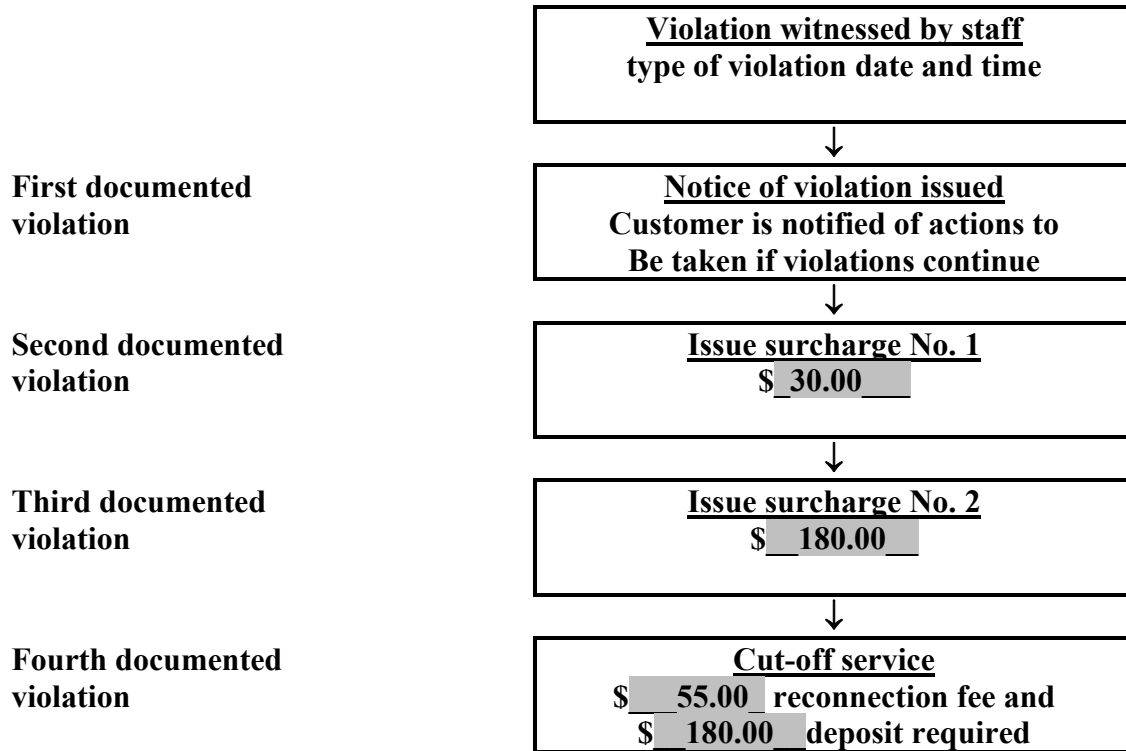 Violation witnessed by staff
type of violation date and time
↓
First documented
violation
Notice of violation issued
Customer is notified of actions to
Be taken if violations continue
↓
Second documented
violation
Issue surcharge No. 1
$_30.00___
↓
Third documented
violation
Issue surcharge No. 2
$__180.00__
↓
Fourth documented
violation
Cut-off service
$___55.00_ reconnection fee and
$__180.00__deposit required